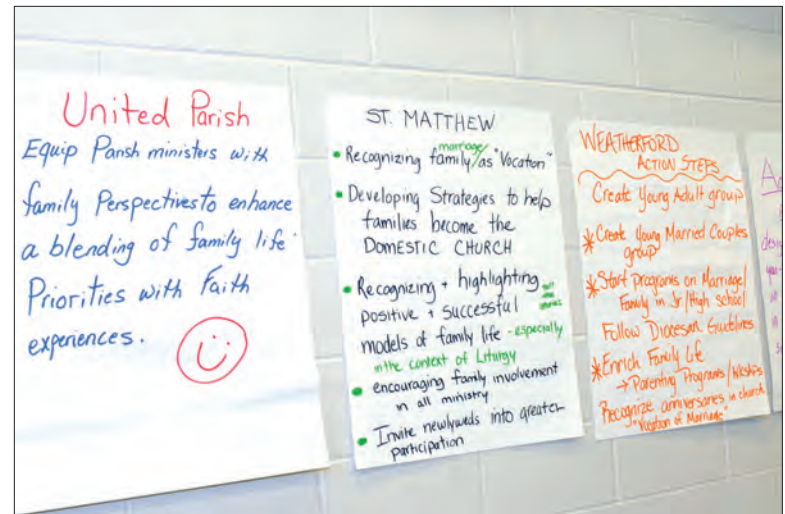 United Parish
Equip Parish ministers with
family Perspectives to enhance
a blending of family life
Priorities with Faith
experiences.
ST. MATTHEW
marriage/
• Recognizing family as "Vocation"
• Developing Strategies to help
families become the
DOMESTIC CHURCH
• Recognizing + highlighting
positive + successful
models of family life - especially
in the context of Liturgy
• encouraging family involvement
in all ministry
• Invite newlyweds into greater
participation
WEATHERFORD
ACTION STEPS
Create Young Adult group
* Create Young Married Couples
group
* Start Programs on Marriage/
Family in Jr/High School
Follow Diocesan Guidelines
* Enrich Family Life
→ Parenting Programs/Wkshps
Recognize anniversaries in church
"Vocation of Marriage"